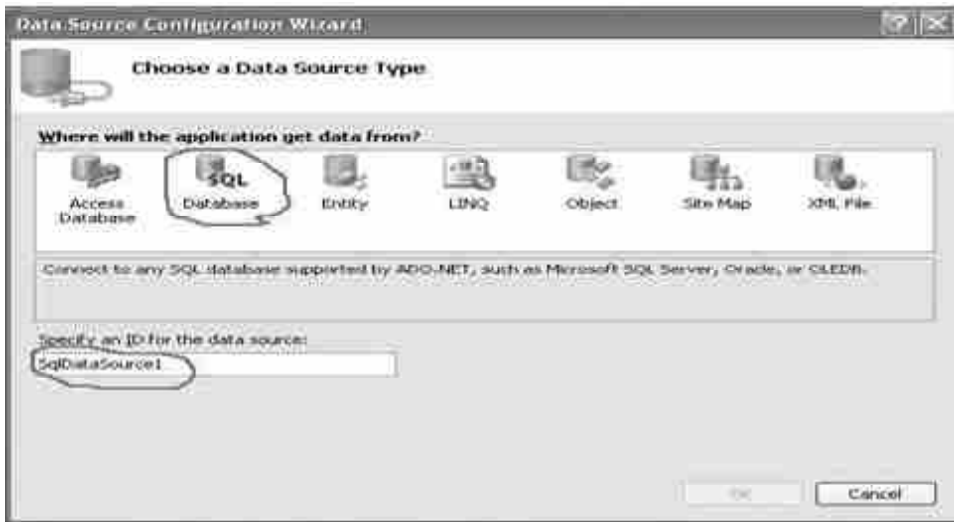 Data Source Configuration Wizard
Choose a Data Source Type
Where will the application get data from?
Access Database
SQL Database
Entity
LINQ
Object
Site Map
XML File
Connect to any SQL database supported by ADO.NET, such as Microsoft SQL Server, Oracle, or OLEDB.
Specify an ID for the data source:
SqlDataSource1
OK
Cancel